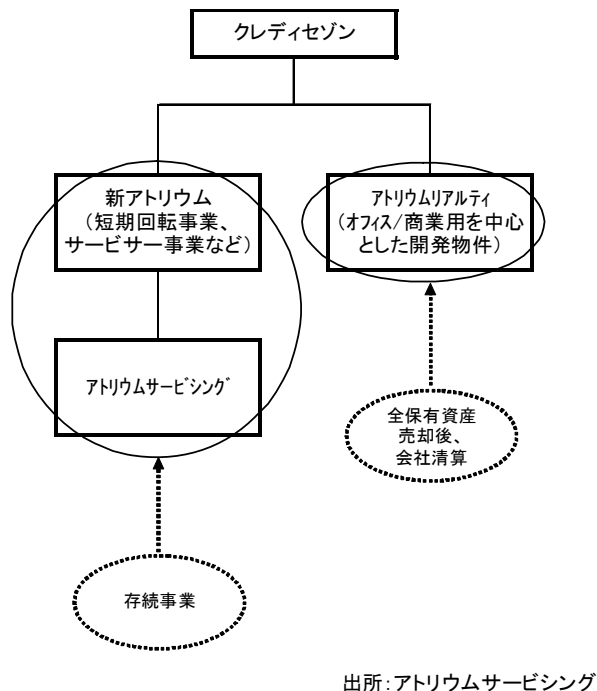 クレディセゾン
新アトリウム
（短期回転事業、
サービサー事業など）
アトリウムリアルティ
（オフィス/商業用を中心
とした開発物件）
アトリウムサービシング
全保有資産
売却後、
会社清算
存続事業
出所：アトリウムサービシング